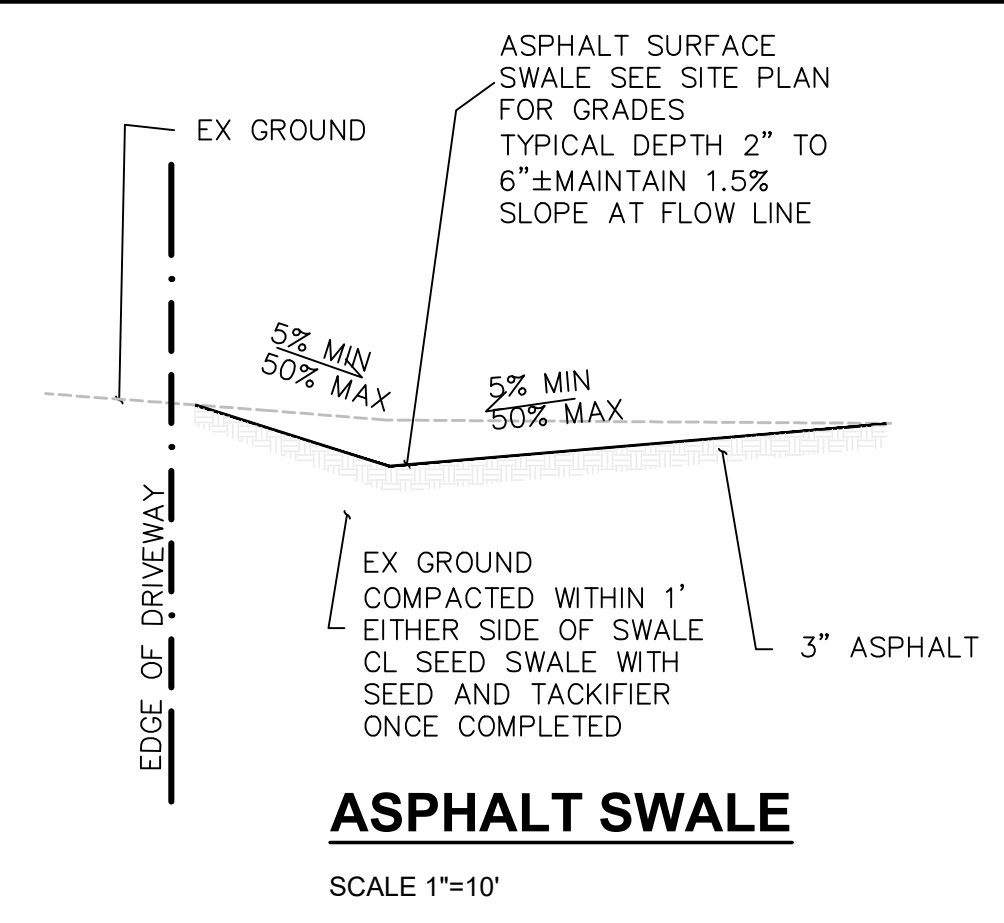 ASPHALT SURFACE
SWALE SEE SITE PLAN
FOR GRADES
TYPICAL DEPTH 2" TO
6"±MAINTAIN 1.5%
SLOPE AT FLOW LINE
EX GROUND
5% MIN
50% MAX
5% MIN
50% MAX
EDGE OF DRIVEWAY
EX GROUND
COMPACTED WITHIN 1'
EITHER SIDE OF SWALE
CL SEED SWALE WITH
SEED AND TACKIFIER
ONCE COMPLETED
3" ASPHALT
ASPHALT SWALE
SCALE 1"=10'